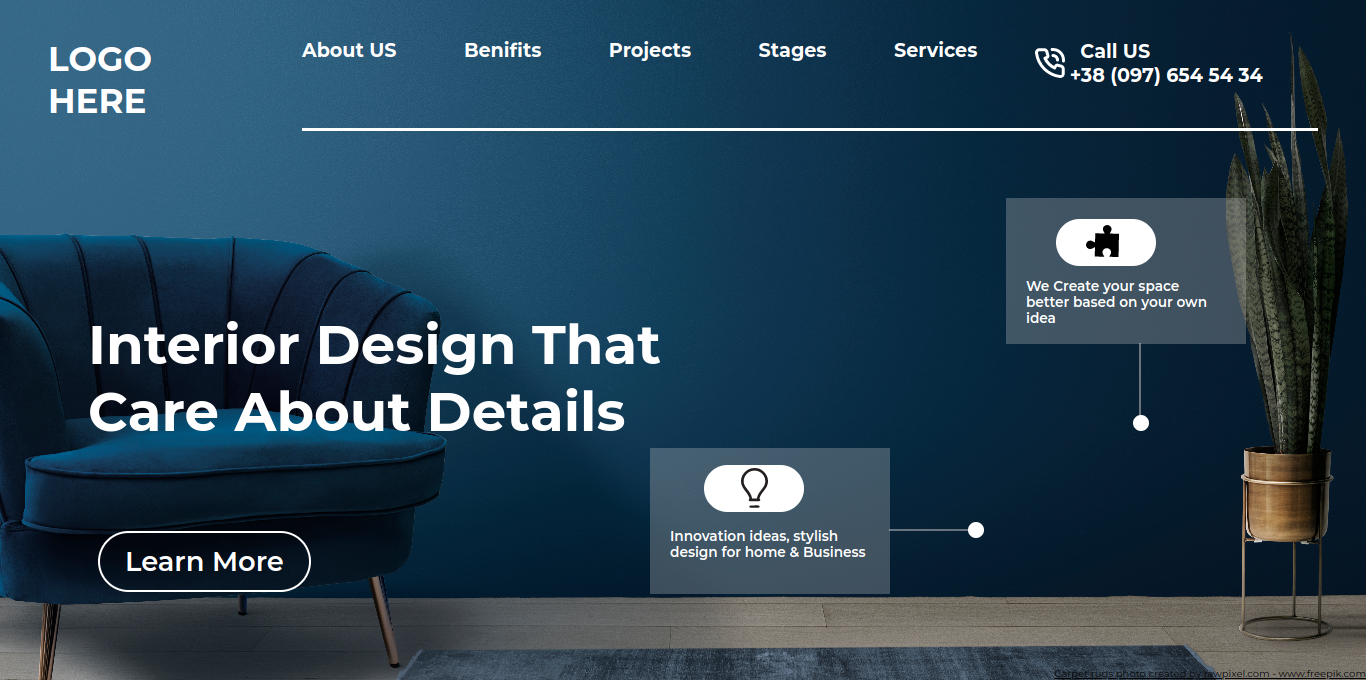 LOGO
HERE
About US
Benifits
Projects
Stages
Services
Call US
+38 (097) 654 54 34
We Create your space
better based on your own
idea
Interior Design That
Care About Details
Innovation ideas, stylish
design for home & Business
Learn More
Carpet rugs photo created by rawpixel.com - www.freepik.com